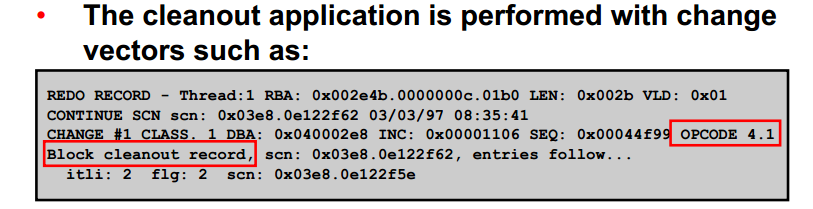 • The cleanout application is performed with change
vectors such as:
REDO RECORD - Thread:1 RBA: 0x002e4b.0000000c.01b0 LEN: 0x002b VLD: 0x01
CONTINUE SCN scn: 0x03e8.0e122f62 03/03/97 08:35:41
CHANGE #1 CLASS. 1 DBA: 0x040002e8 INC: 0x00001106 SEQ: 0x00044f99 OPCODE 4.1
Block cleanout record, scn: 0x03e8.0e122f62, entries follow...
itli: 2 flg: 2 scn: 0x03e8.0e122f5e